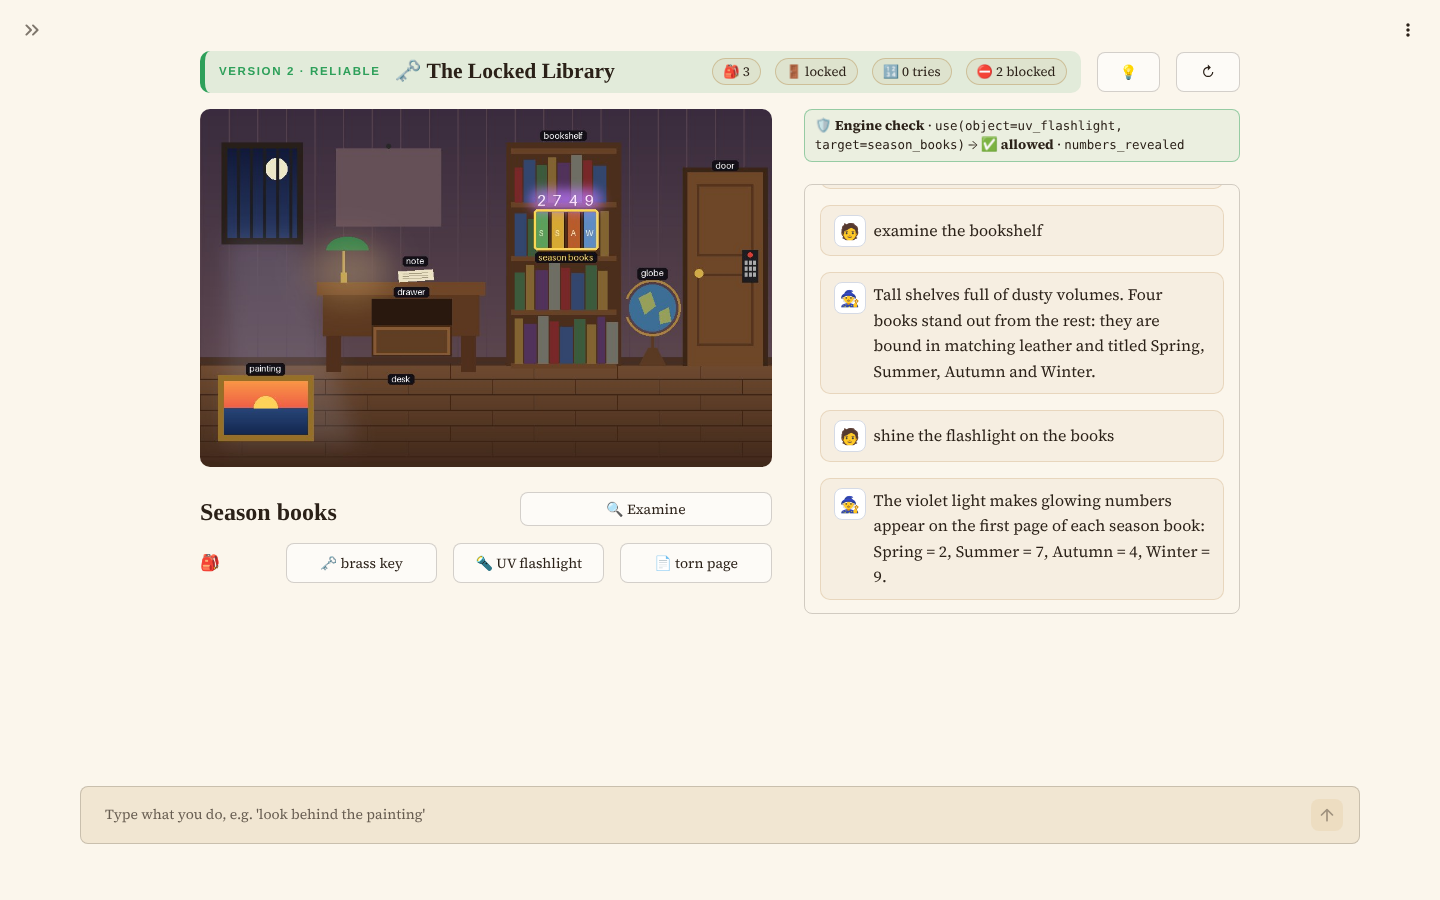 VERSION 2 · RELIABLE
🗝️ The Locked Library
🎒 3
🚪 locked
🔢 0 tries
⛔ 2 blocked
bookshelf
door
2 7 4 9
S S A W
season books
note
globe
drawer
painting
desk
🛡️ Engine check · use(object=uv_flashlight,
target=season_books) → ✅ allowed · numbers_revealed
examine the bookshelf
Tall shelves full of dusty volumes. Four
books stand out from the rest: they are
bound in matching leather and titled Spring,
Summer, Autumn and Winter.
shine the flashlight on the books
The violet light makes glowing numbers
appear on the first page of each season book:
Spring = 2, Summer = 7, Autumn = 4, Winter =
9.
Season books
🔍 Examine
🗝️ brass key
🔦 UV flashlight
📄 torn page
Type what you do, e.g. 'look behind the painting'